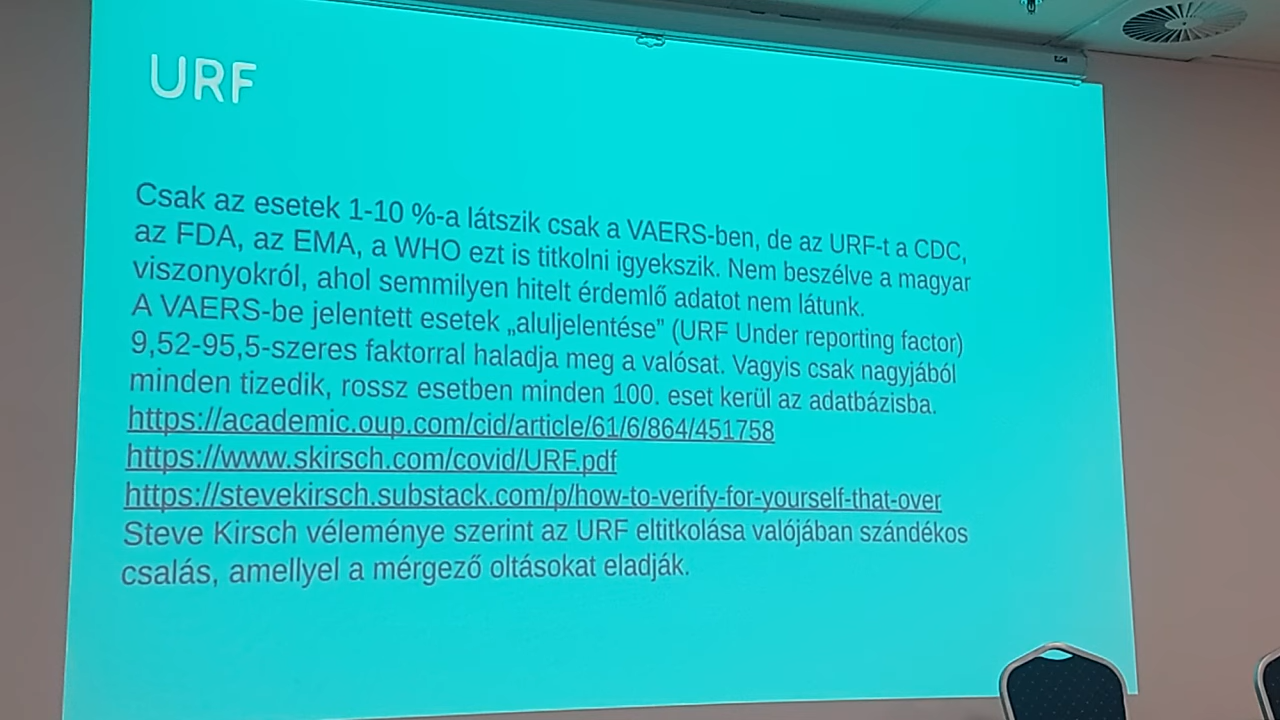 URF
Csak az esetek 1-10 %-a látszik csak a VAERS-ben, de az URF-t a CDC,
az FDA, az EMA, a WHO ezt is titkolni igyekszik. Nem beszélve a magyar
viszonyokról, ahol semmilyen hitelt érdemlő adatot nem látunk.
A VAERS-be jelentett esetek „aluljelentése” (URF Under reporting factor)
9,52-95,5-szeres faktorral haladja meg a valósat. Vagyis csak nagyjából
minden tizedik, rossz esetben minden 100. eset kerül az adatbázisba.
https://academic.oup.com/cid/article/61/6/864/451758
https://www.skirsch.com/covid/URF.pdf
https://stevekirsch.substack.com/p/how-to-verify-for-yourself-that-over
Steve Kirsch véleménye szerint az URF eltitkolása valójában szándékos
csalás, amellyel a mérgező oltásokat eladják.